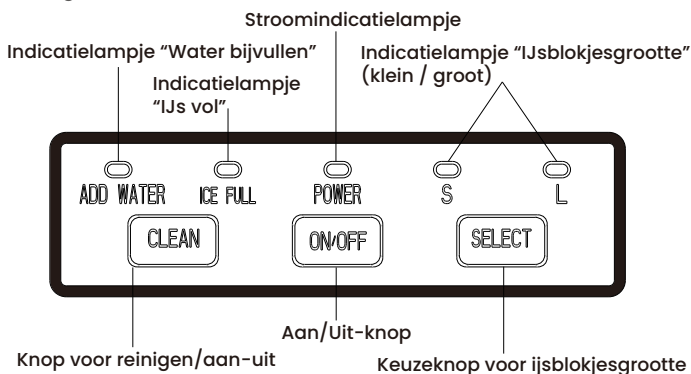 Stroomindicatielampje
Indicatielampje “Water bijvullen”
Indicatielampje “IJsblokjesgrootte”
(klein / groot)
Indicatielampje
“IJs vol”
ADD WATER ICE FULL POWER S L
CLEAN ON/OFF SELECT
Aan/Uit-knop
Knop voor reinigen/aan-uit
Keuzeknop voor ijsblokjesgrootte